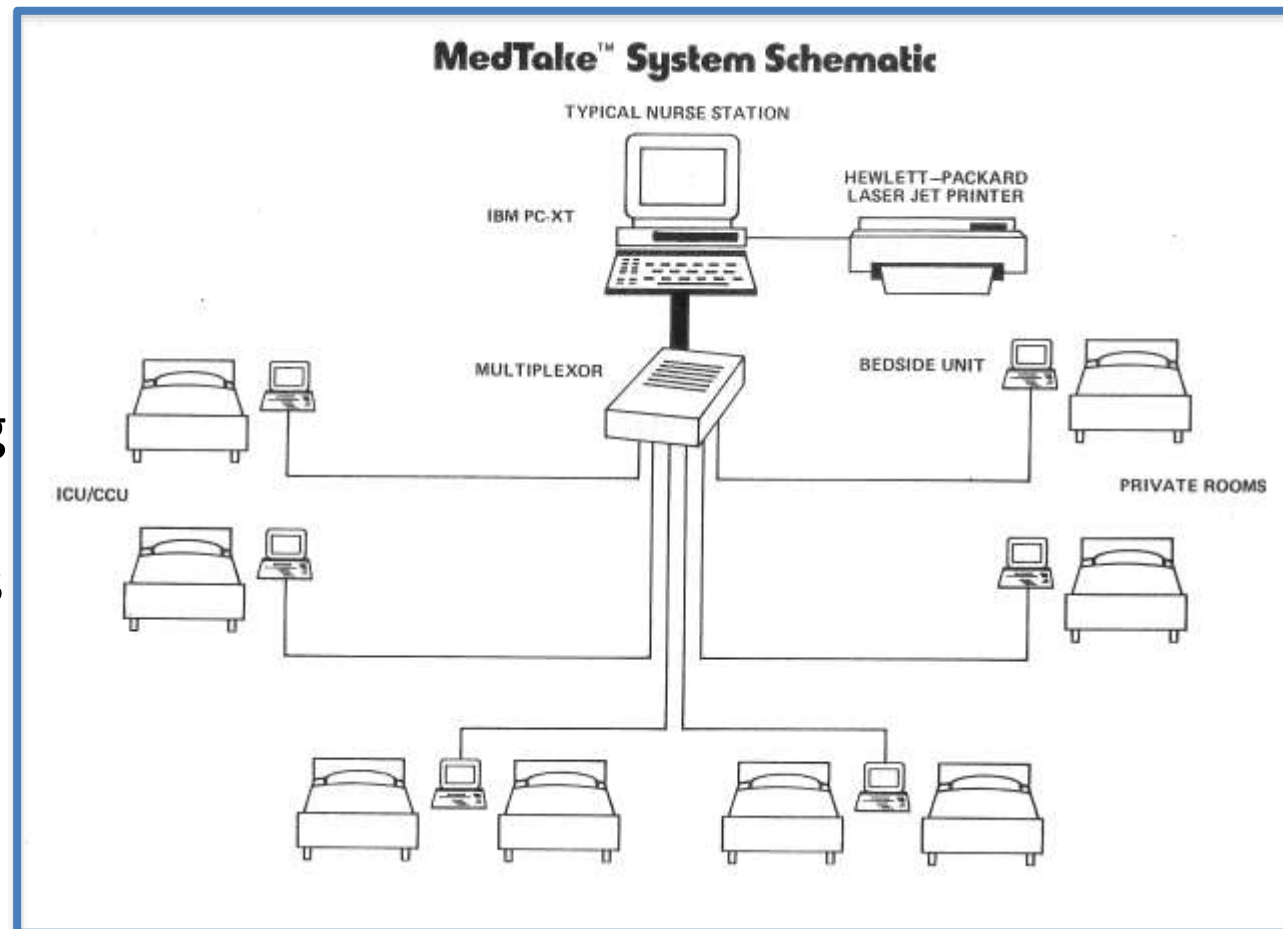 MedTake™ System Schematic
TYPICAL NURSE STATION
HEWLETT–PACKARD
LASER JET PRINTER
IBM PC-XT
MULTIPLEXOR
BEDSIDE UNIT
ICU/CCU
PRIVATE ROOMS